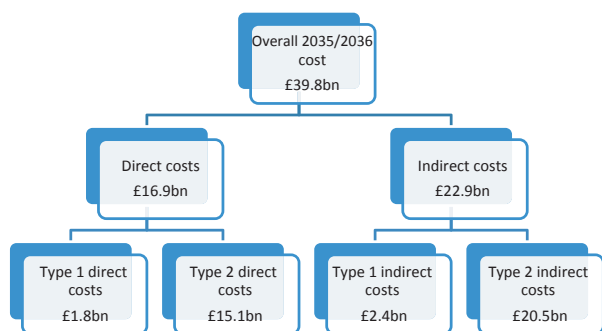 Overall 2035/2036
cost
£39.8bn
Direct costs
£16.9bn
Indirect costs
£22.9bn
Type 1 direct
costs
£1.8bn
Type 2 direct
costs
£15.1bn
Type 1 indirect
costs
£2.4bn
Type 2 indirect
costs
£20.5bn